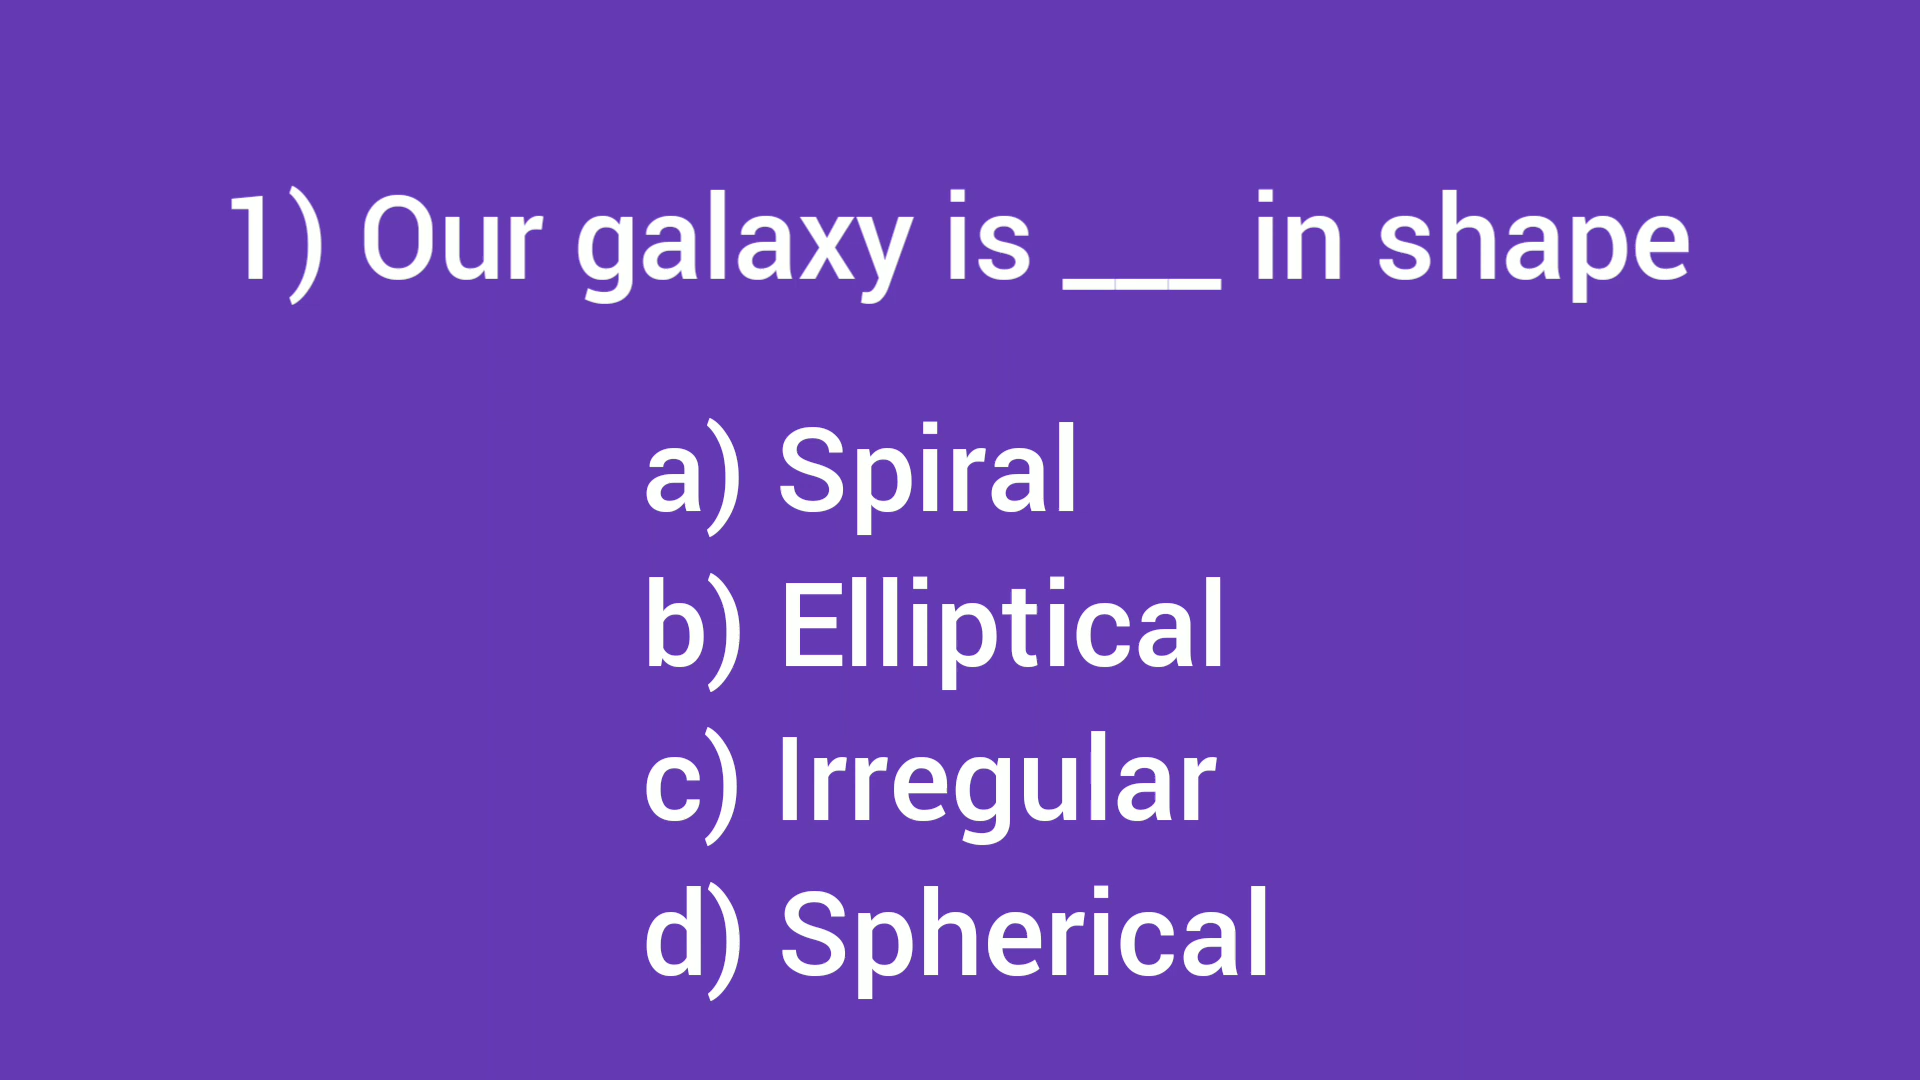 1) Our galaxy is ___ in shape
a) Spiral
b) Elliptical
c) Irregular
d) Spherical